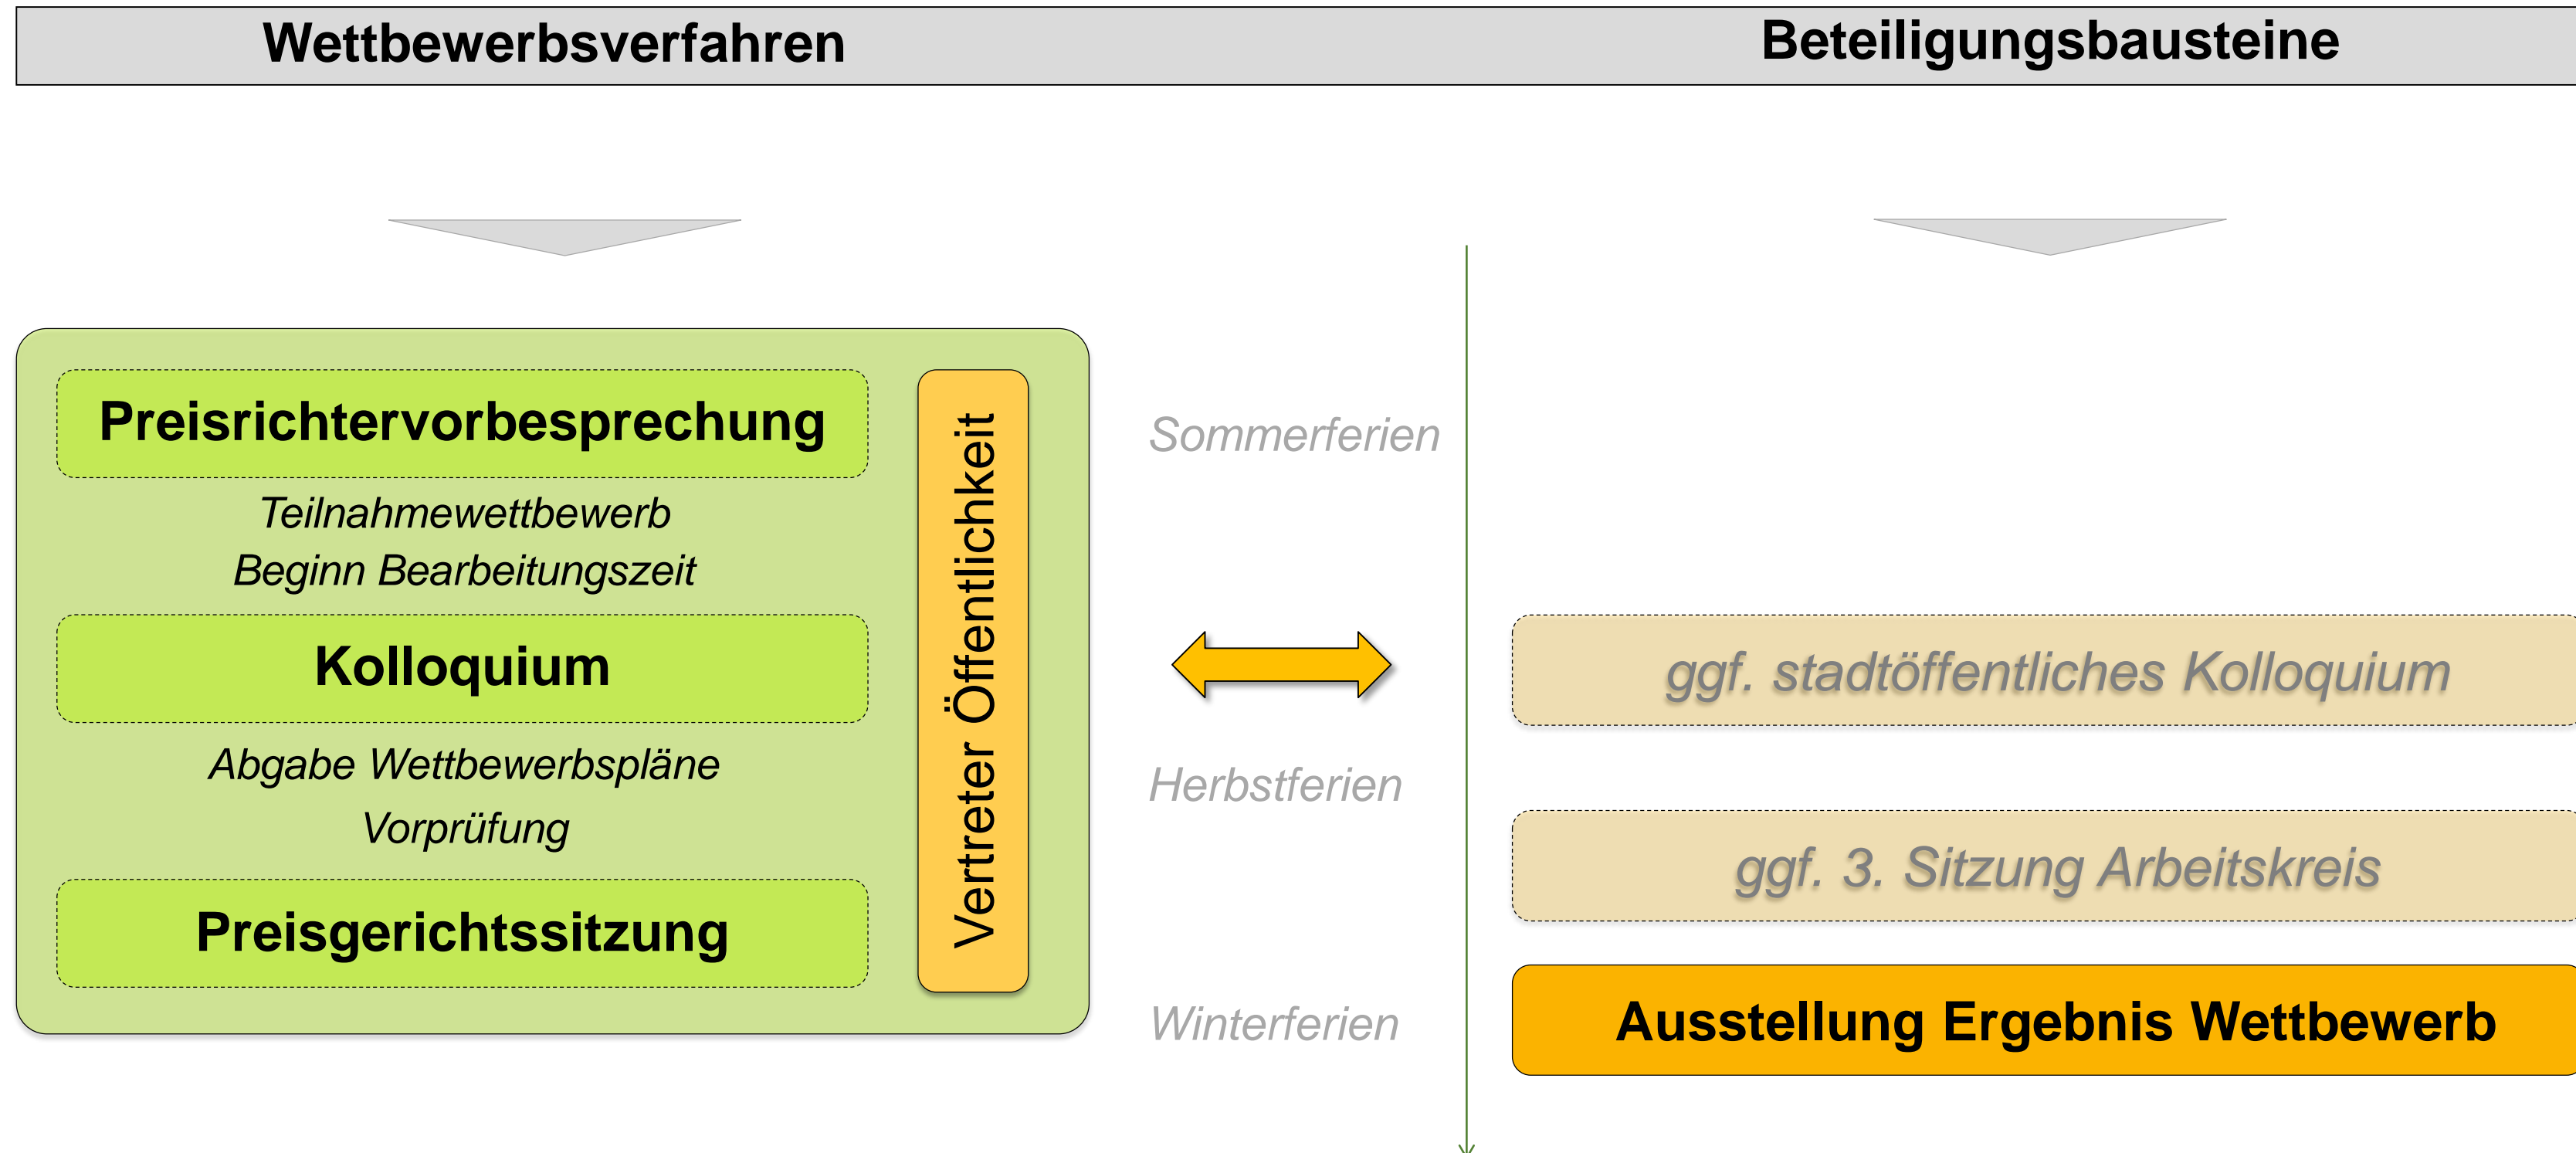 Wettbewerbsverfahren
Beteiligungsbausteine
Preisrichtervorbesprechung
Teilnahmewettbewerb
Beginn Bearbeitungszeit
Kolloquium
Abgabe Wettbewerbspläne
Vorprüfung
Preisgerichtssitzung
Vertreter Öffentlichkeit
Sommerferien
Herbstferien
Winterferien
ggf. stadtöffentliches Kolloquium
ggf. 3. Sitzung Arbeitskreis
Ausstellung Ergebnis Wettbewerb